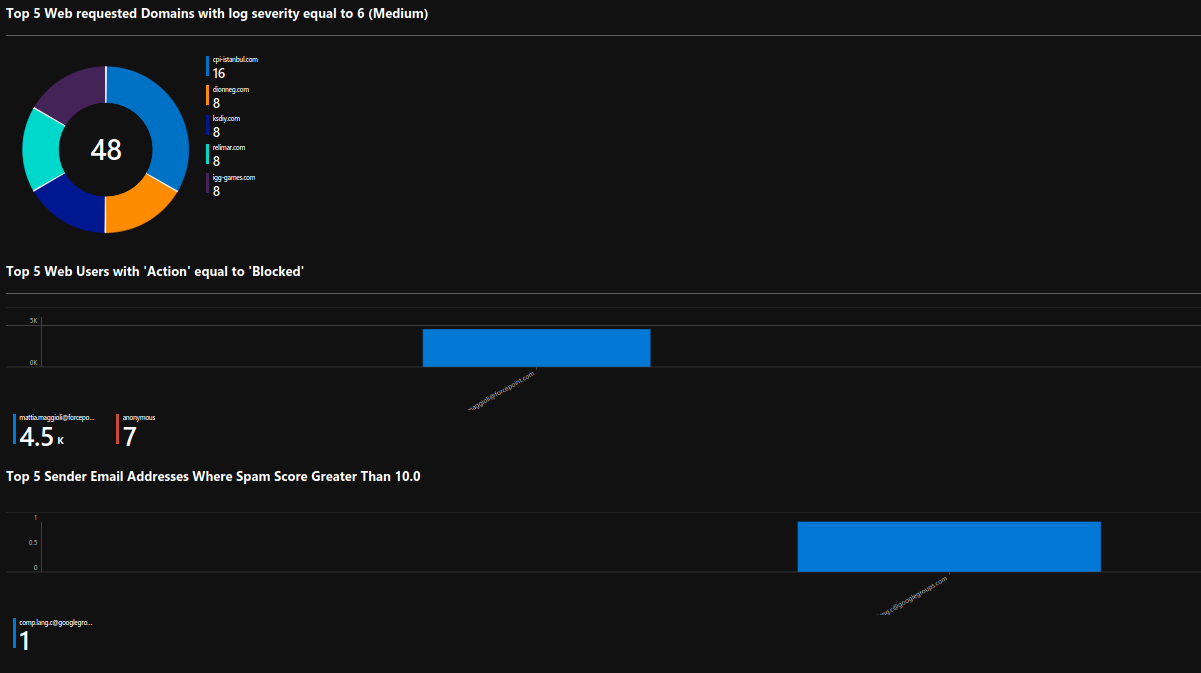 Top 5 Web requested Domains with log severity equal to 6 (Medium)
48
cpi-istanbul.com
16
dionneg.com
8
ksdiy.com
8
relimar.com
8
igg-games.com
8
Top 5 Web Users with 'Action' equal to 'Blocked'
5K
0K
maggioli@forcepoint.com
mattia.maggioli@forcepo...
4.5 K
anonymous
7
Top 5 Sender Email Addresses Where Spam Score Greater Than 10.0
1
0.5
0
ng.c@googlegroups.com
comp.lang.c@googlegro...
1